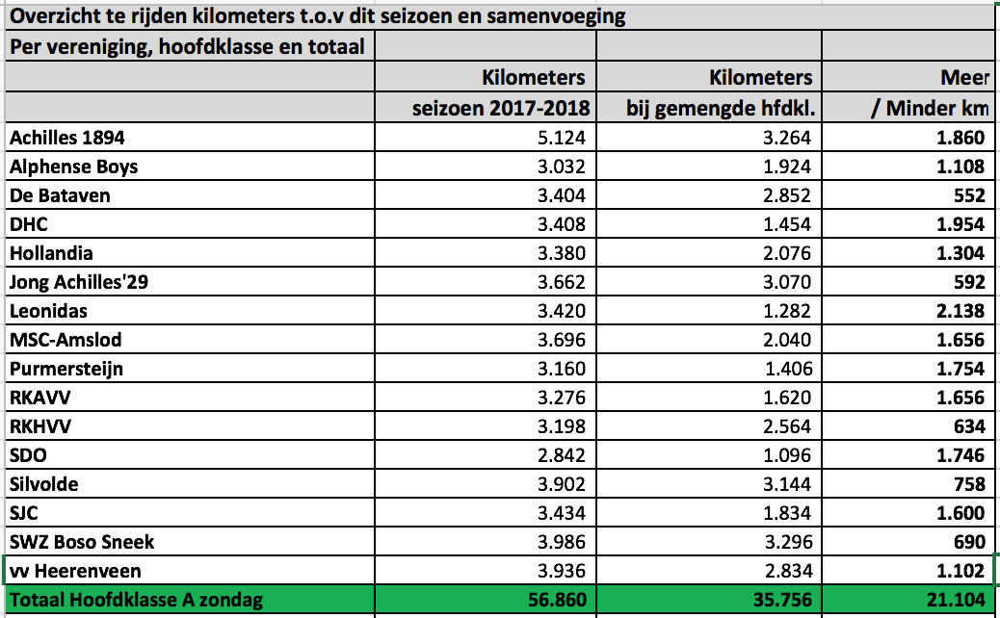 Overzicht te rijden kilometers t.o.v dit seizoen en samenvoeging
Per vereniging, hoofdklasse en totaal
Kilometers Kilometers Meer
seizoen 2017-2018 bij gemengde hfdkl. / Minder km
Achilles 1894 5.124 3.264 1.860
Alphense Boys 3.032 1.924 1.108
De Bataven 3.404 2.852 552
DHC 3.408 1.454 1.954
Hollandia 3.380 2.076 1.304
Jong Achilles'29 3.662 3.070 592
Leonidas 3.420 1.282 2.138
MSC-Amslod 3.696 2.040 1.656
Purmersteijn 3.160 1.406 1.754
RKAVV 3.276 1.620 1.656
RKHVV 3.198 2.564 634
SDO 2.842 1.096 1.746
Silvolde 3.902 3.144 758
SJC 3.434 1.834 1.600
SWZ Boso Sneek 3.986 3.296 690
vv Heerenveen 3.936 2.834 1.102
Totaal Hoofdklasse A zondag 56.860 35.756 21.104